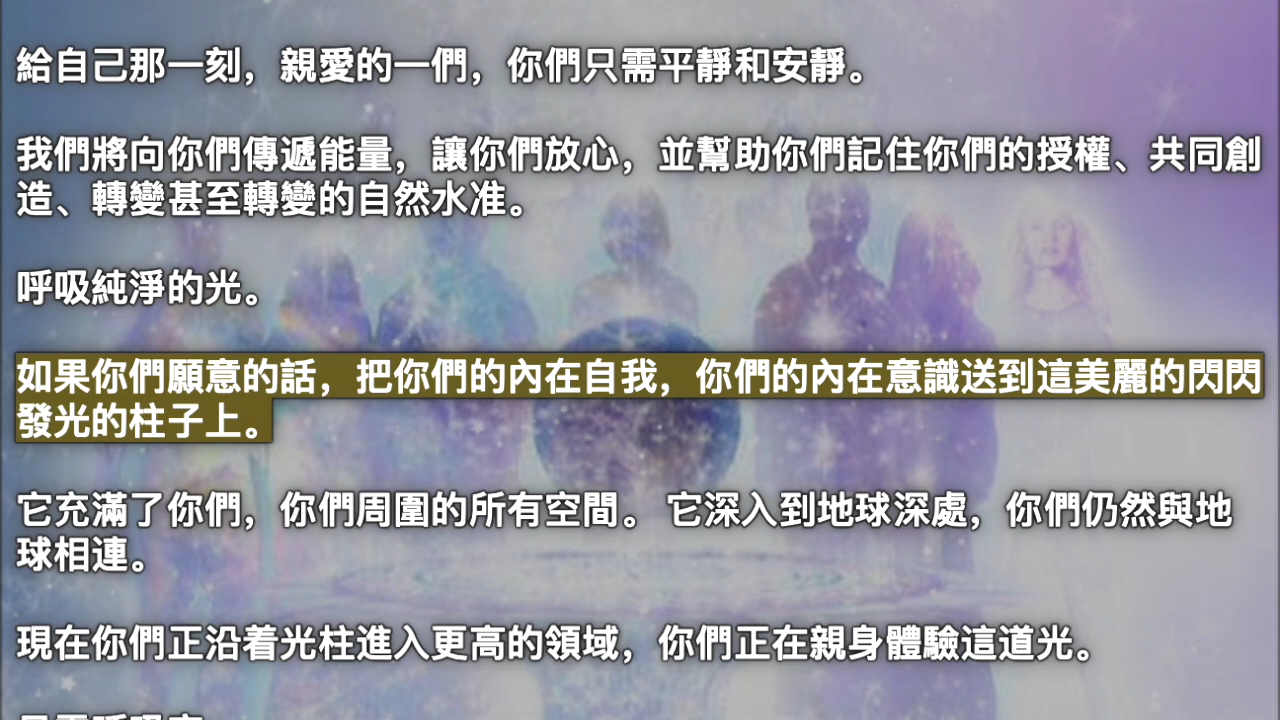 給自己那一刻，親愛的一們，你們只需平靜和安靜。
我們將向你們傳遞能量，讓你們放心，並幫助你們記住你們的授權、共同創
造、轉變甚至轉變的自然水准。
呼吸純淨的光。
如果你們願意的話，把你們的內在自我，你們的內在意識送到這美麗的閃閃
發光的柱子上。
它充滿了你們，你們周圍的所有空間。 它深入到地球深處，你們仍然與地
球相連。
現在你們正沿着光柱進入更高的領域，你們正在親身體驗這道光。